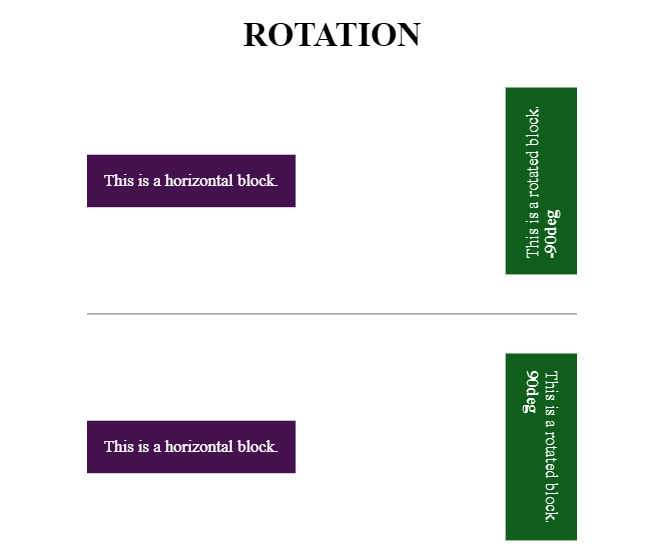 ROTATION
This is a horizontal block.
This is a rotated block.
-90deg
This is a horizontal block.
This is a rotated block.
90deg